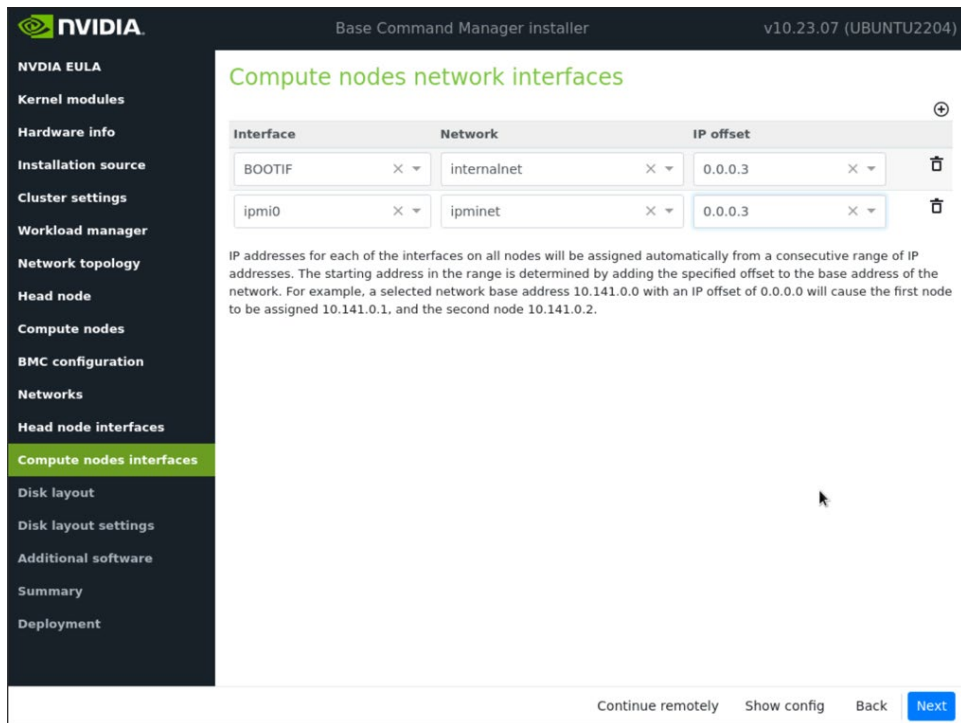 NVIDIA.
Base Command Manager installer
v10.23.07 (UBUNTU2204)
NVDIA EULA
Kernel modules
Hardware info
Installation source
Cluster settings
Workload manager
Network topology
Head node
Compute nodes
BMC configuration
Networks
Head node interfaces
Compute nodes interfaces
Disk layout
Disk layout settings
Additional software
Summary
Deployment
Compute nodes network interfaces
Interface Network IP offset
BOOTIF internalnet 0.0.0.3
ipmi0 ipminet 0.0.0.3
IP addresses for each of the interfaces on all nodes will be assigned automatically from a consecutive range of IP
addresses. The starting address in the range is determined by adding the specified offset to the base address of the
network. For example, a selected network base address 10.141.0.0 with an IP offset of 0.0.0.0 will cause the first node
to be assigned 10.141.0.1, and the second node 10.141.0.2.
Continue remotely Show config Back Next